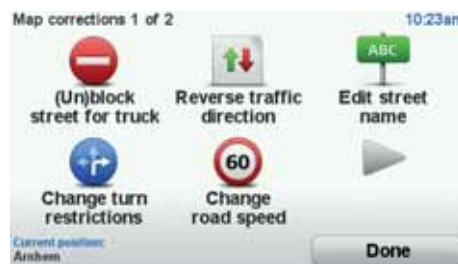 Map corrections 1 of 2
10:23am
ABC
(Un)block
street for truck
Reverse traffic
direction
Edit street
name
60
Change turn
restrictions
Change
road speed
Current position:
Arnhem
Done